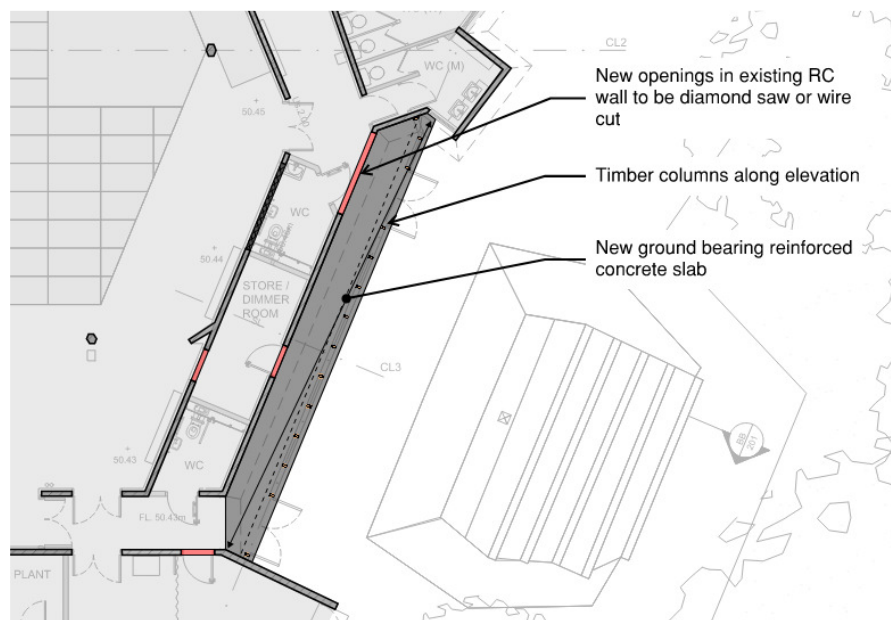 CL2
WC (M)
New openings in existing RC
wall to be diamond saw or wire
cut
50.45
Timber columns along elevation
WC
New ground bearing reinforced
concrete slab
50.44
STORE /
DIMMER
ROOM
CL3
BB
201
50.43
WC
FL. 50.43m
PLANT